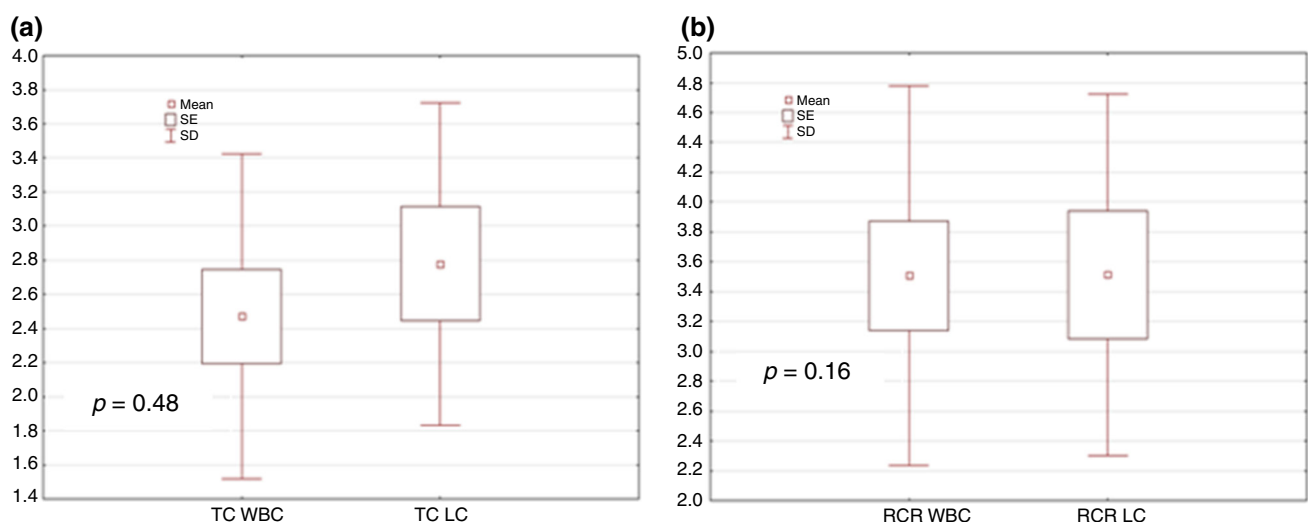 (a)
4.0
3.8
3.6
3.4
3.2
3.0
2.8
2.6
2.4
2.2
2.0
1.8
1.6
1.4
Mean
SE
SD
p = 0.48
TC WBC
TC LC
(b)
5.0
4.8
4.6
4.4
4.2
4.0
3.8
3.6
3.4
3.2
3.0
2.8
2.6
2.4
2.2
2.0
Mean
SE
SD
p = 0.16
RCR WBC
RCR LC